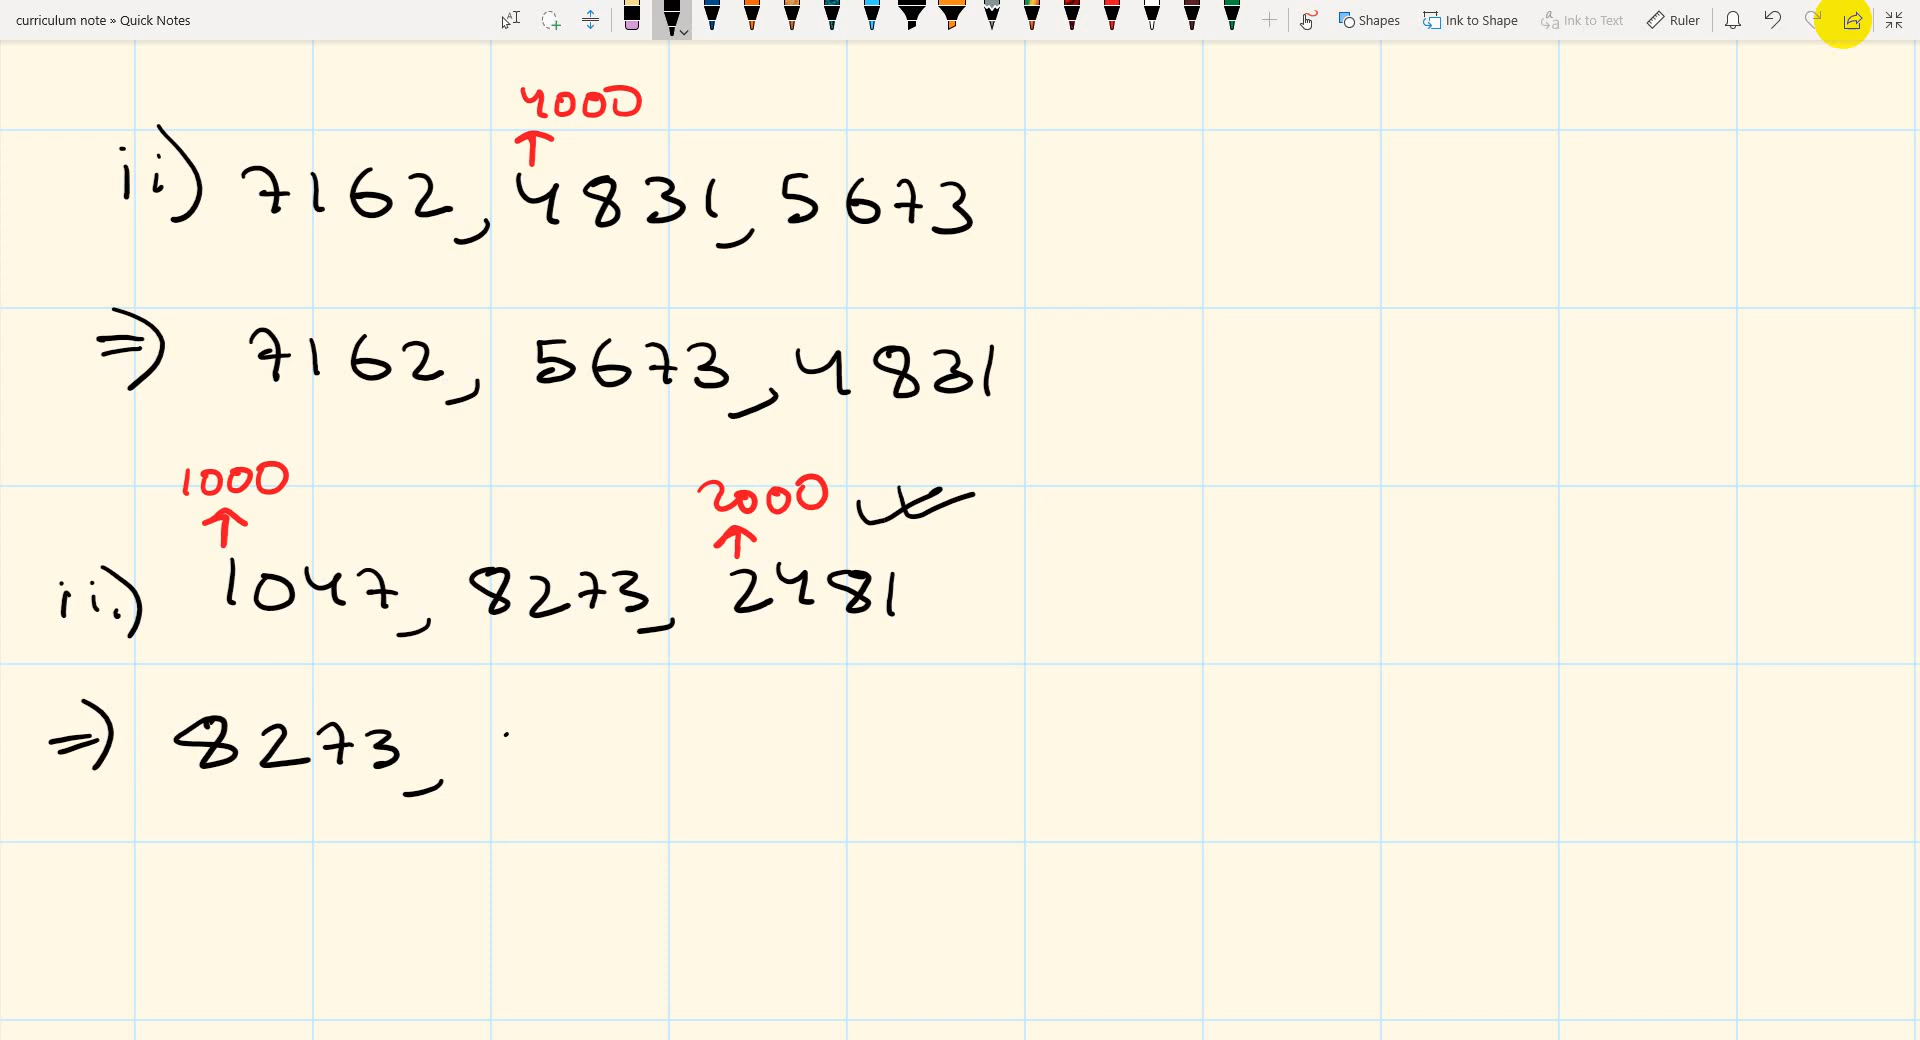 curriculum note » Quick Notes
Shapes Ink to Shape Ink to Text Ruler
4000
ii) 7162, 4831, 5673
⇒) 7162, 5673, 4831
1000 2000
iii.) 1047, 8273, 2481
⇒) 8273,